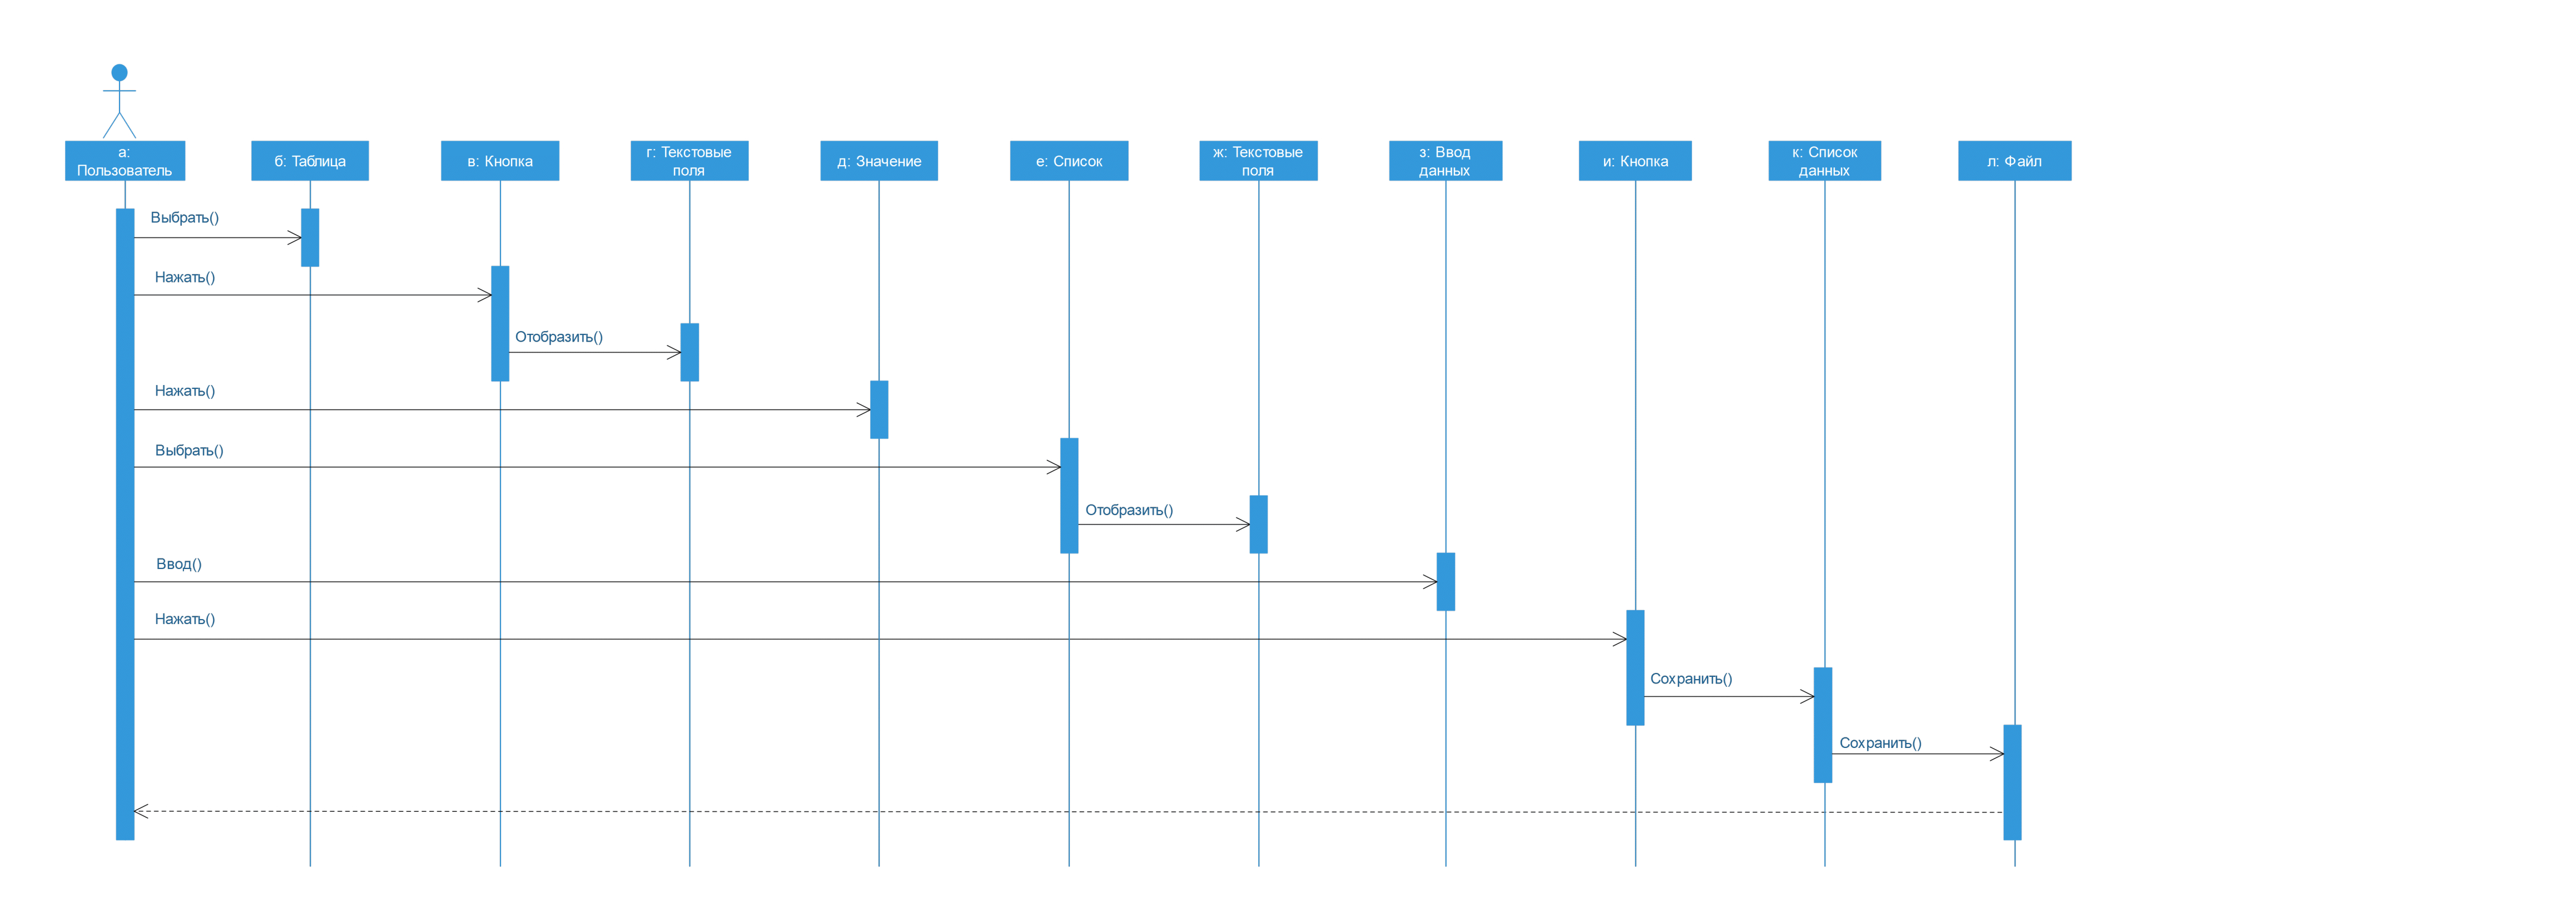 а:
Пользователь
б: Таблица
в: Кнопка
г: Текстовые
поля
д: Значение
е: Список
ж: Текстовые
поля
з: Ввод
данных
и: Кнопка
к: Список
данных
л: Файл
Выбрать()
Нажать()
Отобразить()
Нажать()
Выбрать()
Отобразить()
Ввод()
Нажать()
Сохранить()
Сохранить()